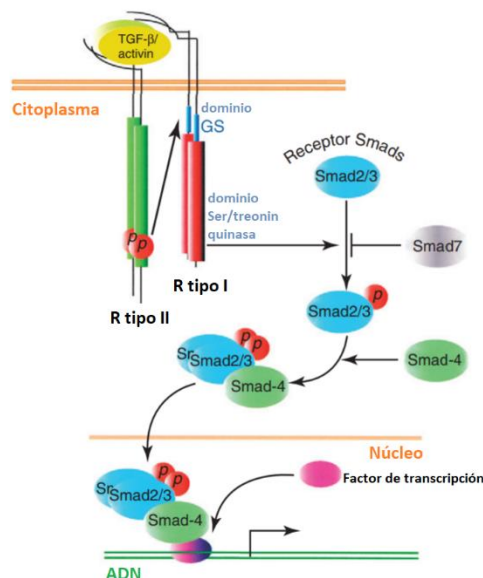 TGF-β/
activin
Citoplasma
dominio
GS
Receptor Smads
Smad2/3
dominio
Ser/treonin
quinasa
Smad7
P
P
R tipo I
R tipo II
P
Smad2/3
P
P
Sr
Smad2/3
Smad-4
Smad-4
Núcleo
P
P
Sr
Smad2/3
Factor de transcripción
Smad-4
ADN